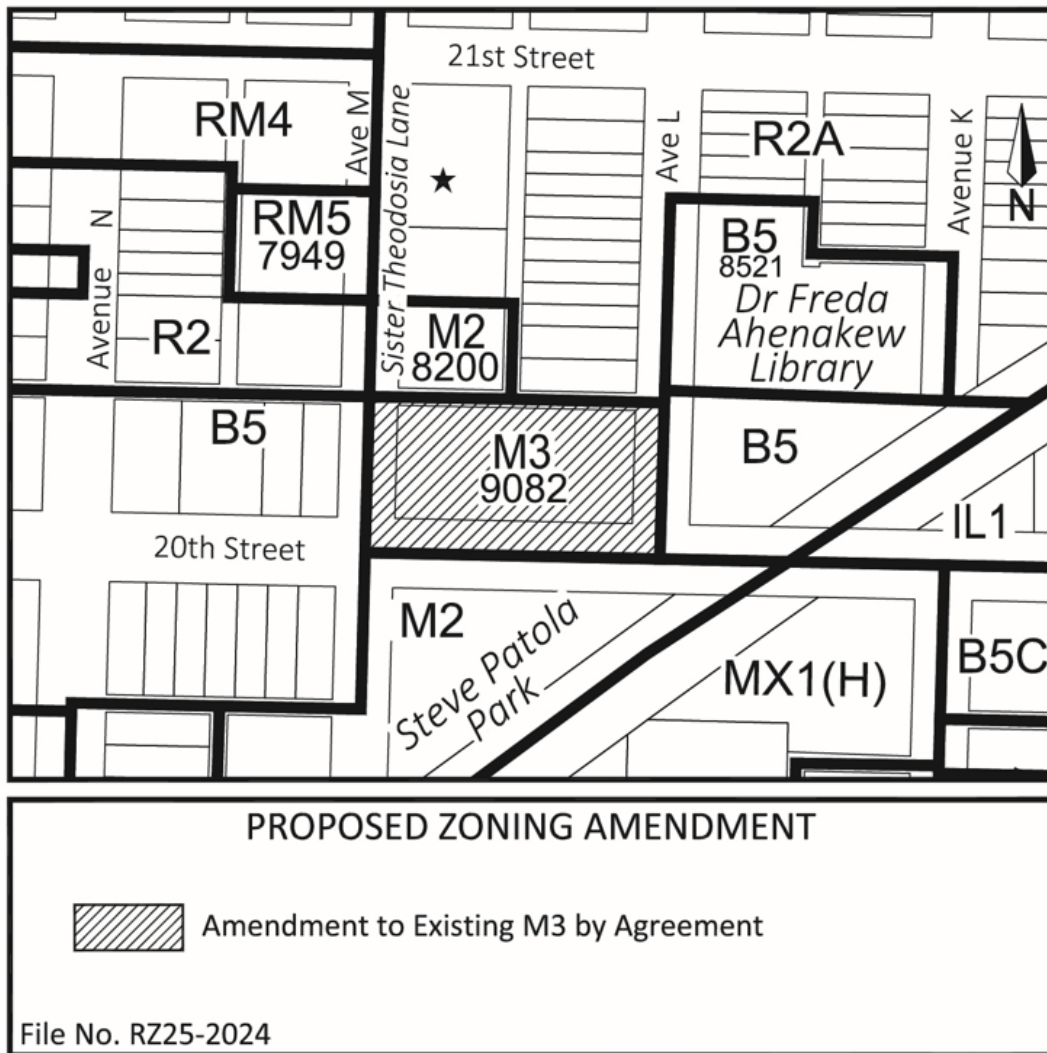 21st Street
RM4
Ave M
Sister Theodosia Lane
Ave L
R2A
Avenue K
N
RM5
7949
Avenue N
R2
M2
8200
B5
8521
Dr Freda
Ahenakew
Library
B5
M3
9082
B5
IL1
20th Street
M2
Steve Patola
Park
MX1(H)
B5C
PROPOSED ZONING AMENDMENT
Amendment to Existing M3 by Agreement
File No. RZ25-2024